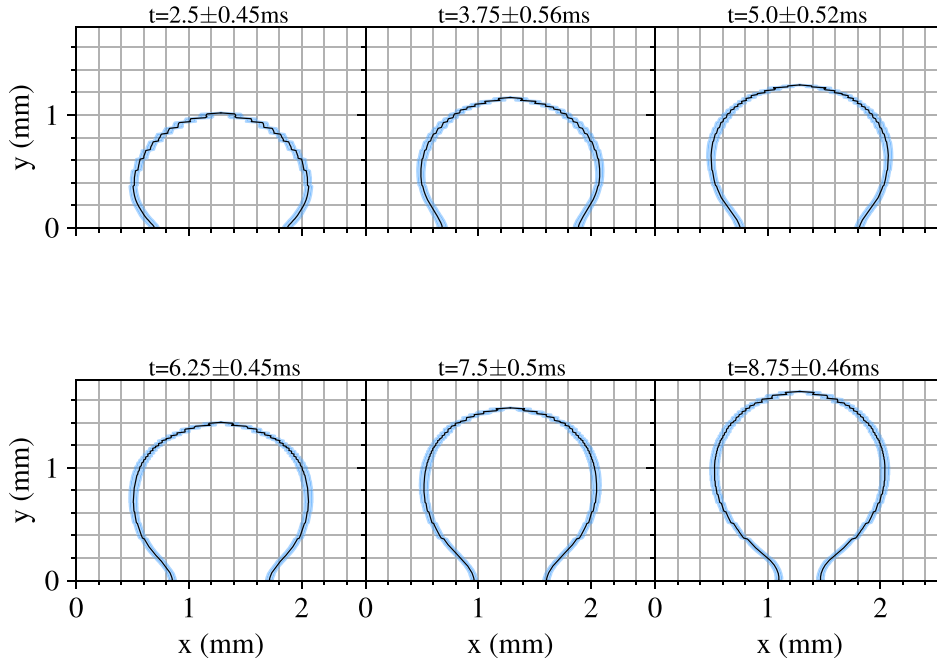 t=2.5±0.45ms t=3.75±0.56ms t=5.0±0.52ms
y (mm)
1
0
t=6.25±0.45ms t=7.5±0.5ms t=8.75±0.46ms
y (mm)
1
0
0 1 2 0 1 2 0 1 2
x (mm) x (mm) x (mm)